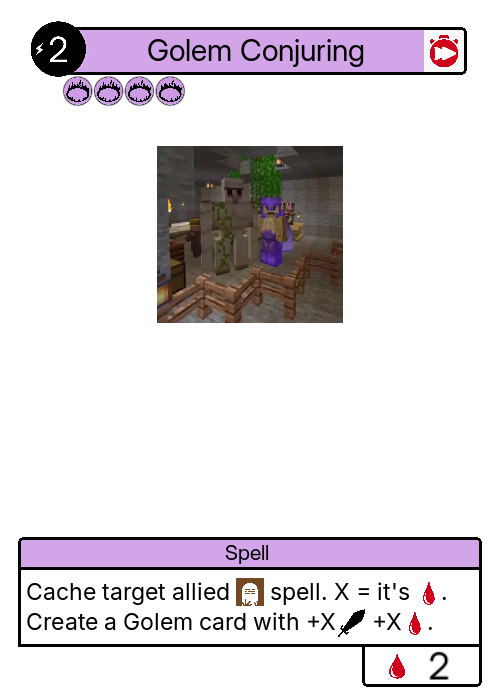 2
Golem Conjuring
Spell
Cache target allied spell. X = it's .
Create a Golem card with +X +X .
2